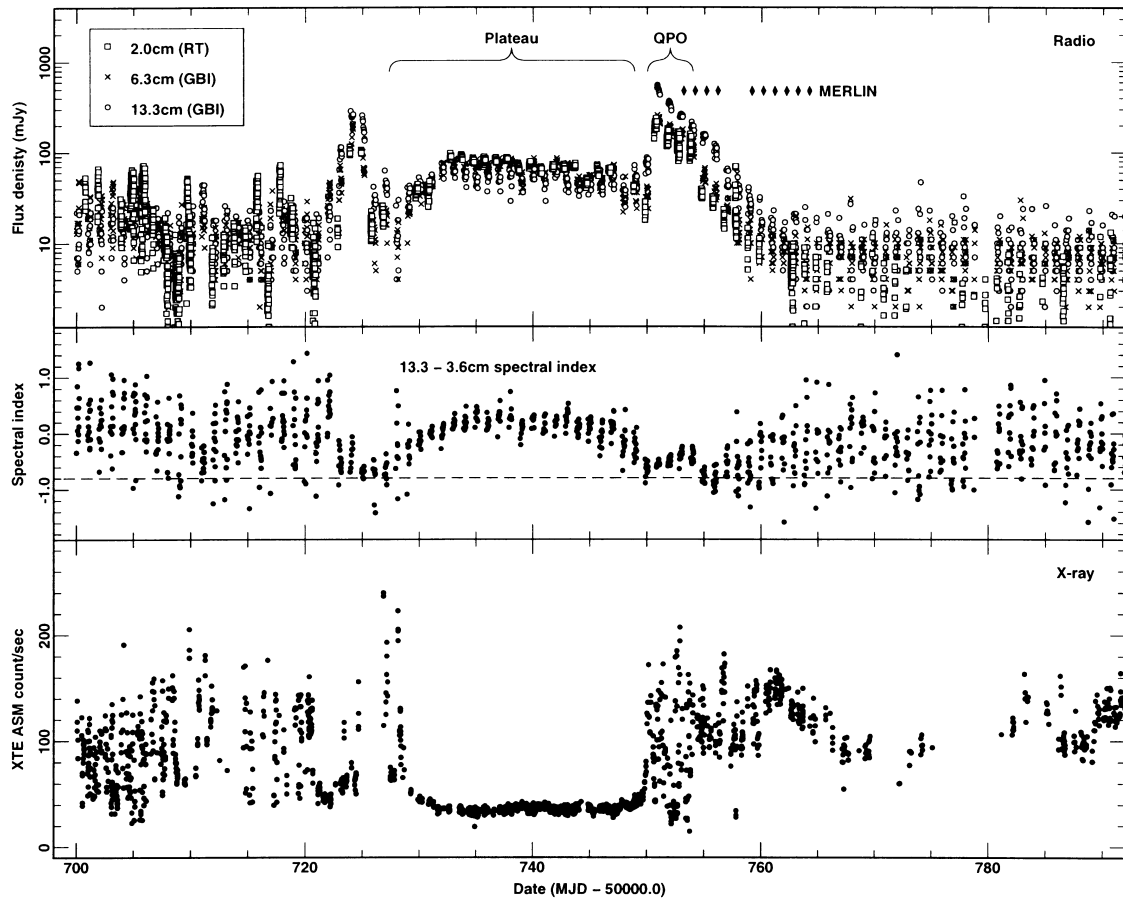 Plateau
QPO
Radio
2.0cm (RT)
6.3cm (GBI)
13.3cm (GBI)
MERLIN
1000
100
10
Flux denisty (mJy)
13.3 – 3.6cm spectral index
1.0
0.0
-1.0
Spectral index
X-ray
200
100
0
XTE ASM count/sec
700
720
740
760
780
Date (MJD – 50000.0)